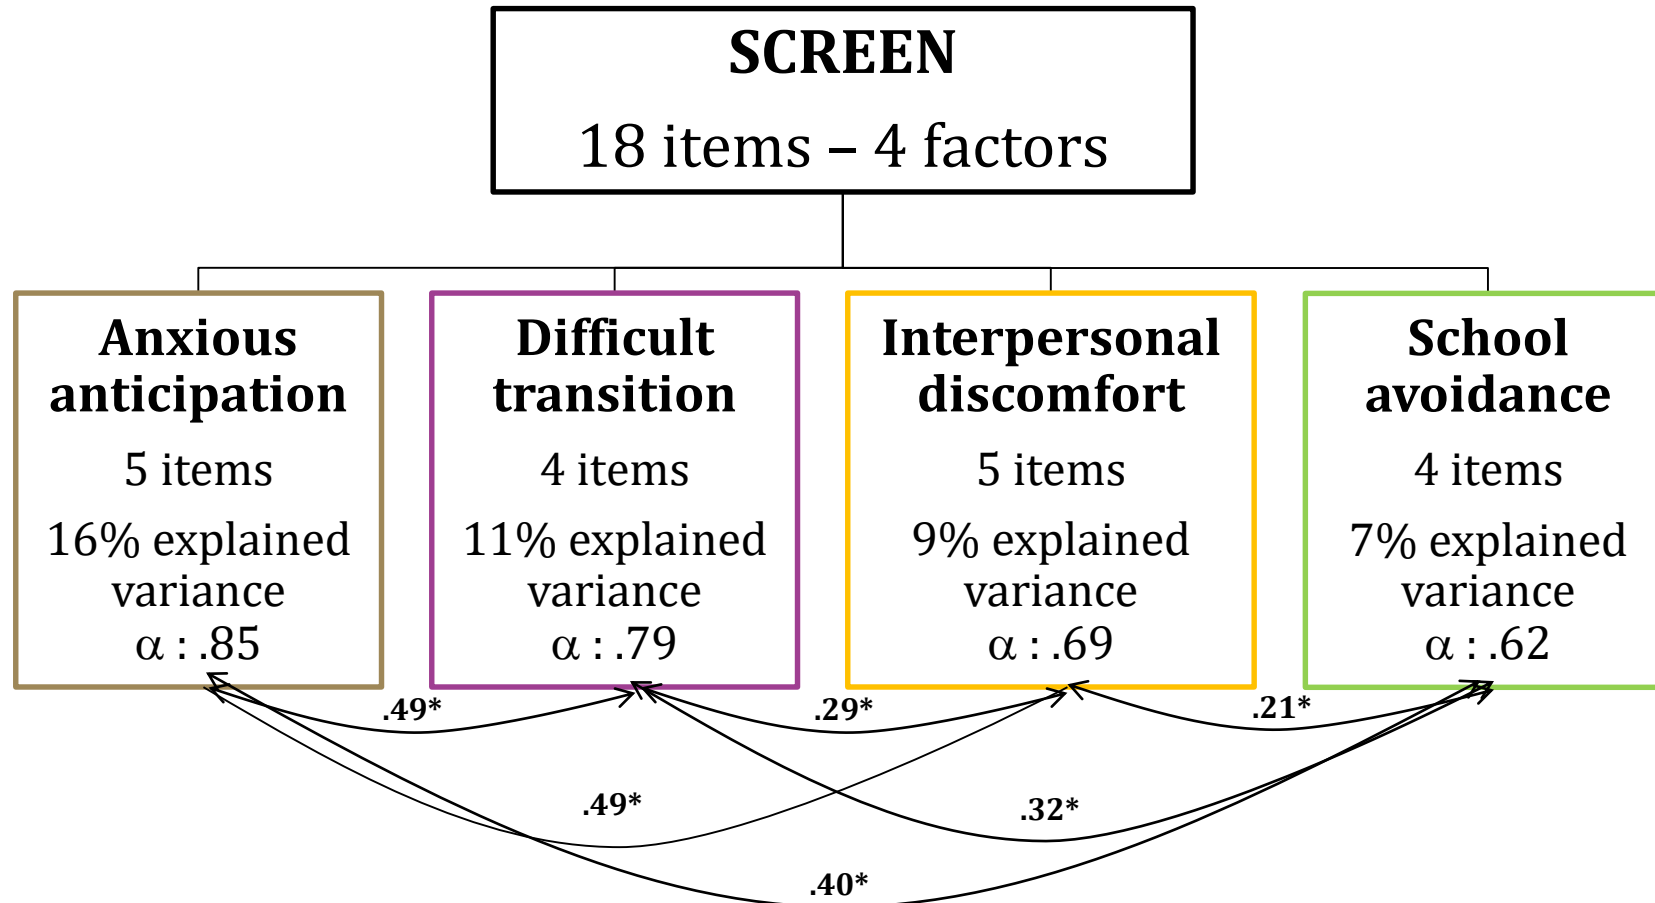 SCREEN
18 items – 4 factors
Anxious
anticipation
5 items
16% explained
variance
α : .85
Difficult
transition
4 items
11% explained
variance
α : .79
Interpersonal
discomfort
5 items
9% explained
variance
α : .69
School
avoidance
4 items
7% explained
variance
α : .62
.49*
.29*
.21*
.49*
.32*
.40*